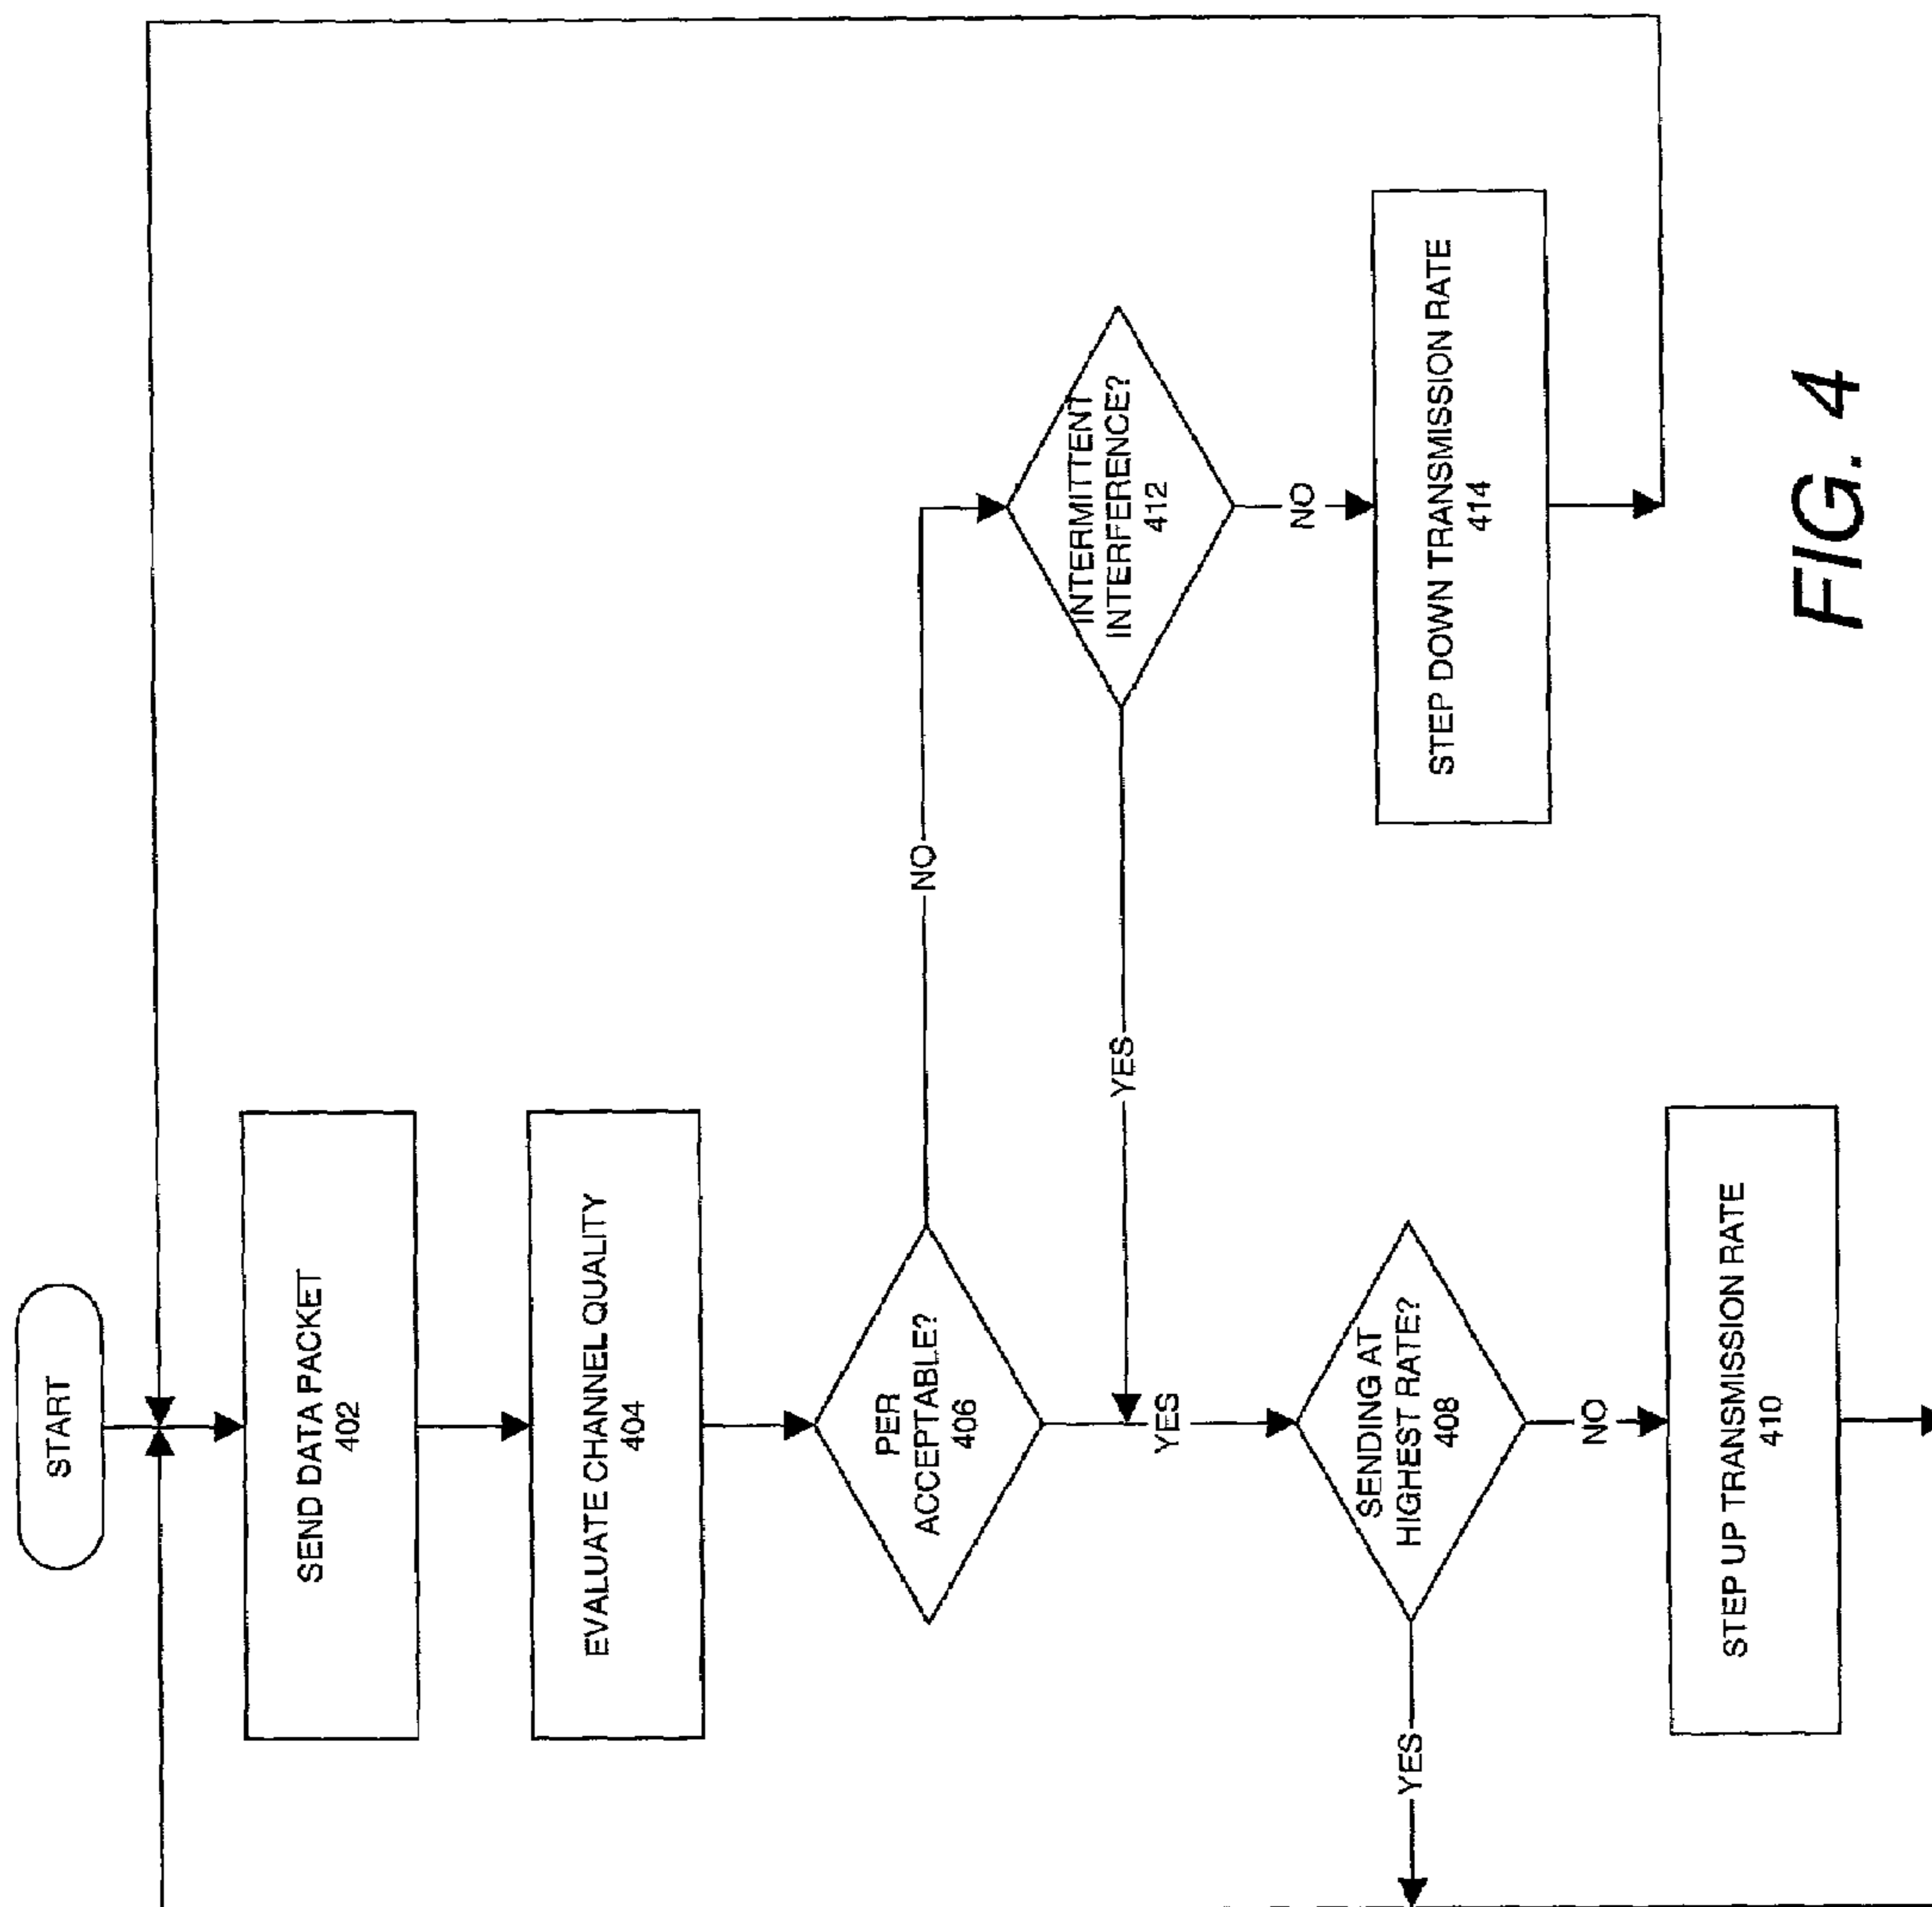 START
SEND DATA PACKET
402
EVALUATE CHANNEL QUALITY
404
PER
ACCEPTABLE?
406
NO
INTERMITTENT
INTERFERENCE?
412
YES
YES
NO
SENDING AT
HIGHEST RATE?
408
STEP DOWN TRANSMISSION RATE
414
YES
NO
STEP UP TRANSMISSION RATE
410
FIG. 4